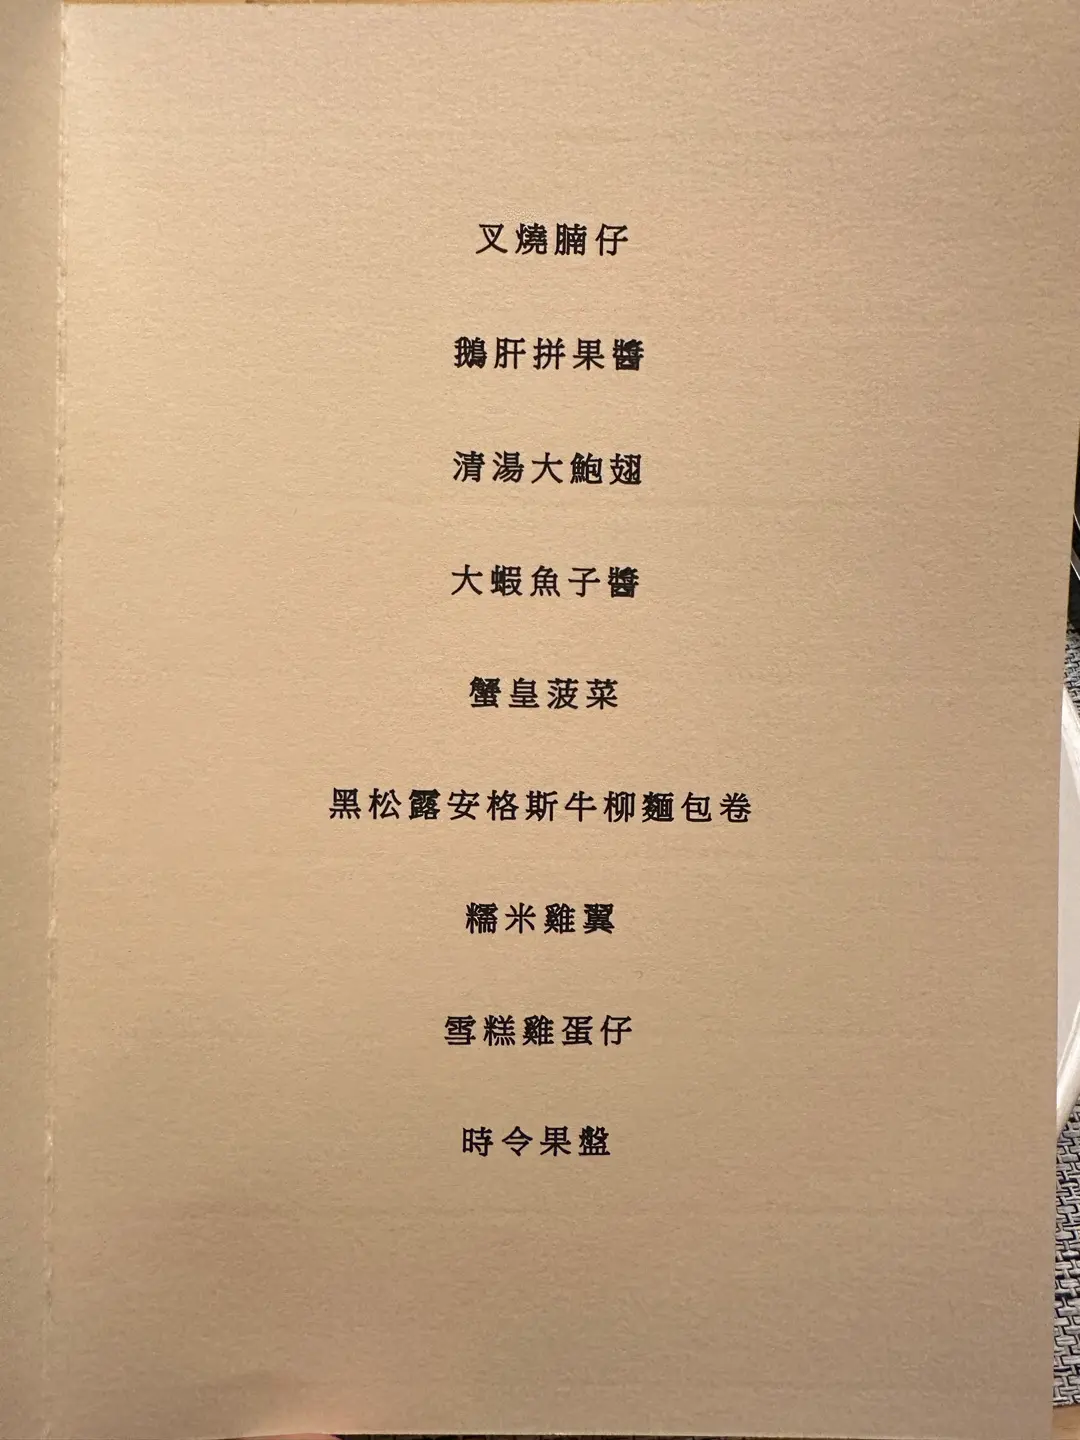 叉燒腩仔
鵝肝拼果醬
清湯大鮑翅
大蝦魚子醬
蟹皇菠菜
黑松露安格斯牛柳麵包卷
糯米雞翼
雪糕雞蛋仔
時令果盤